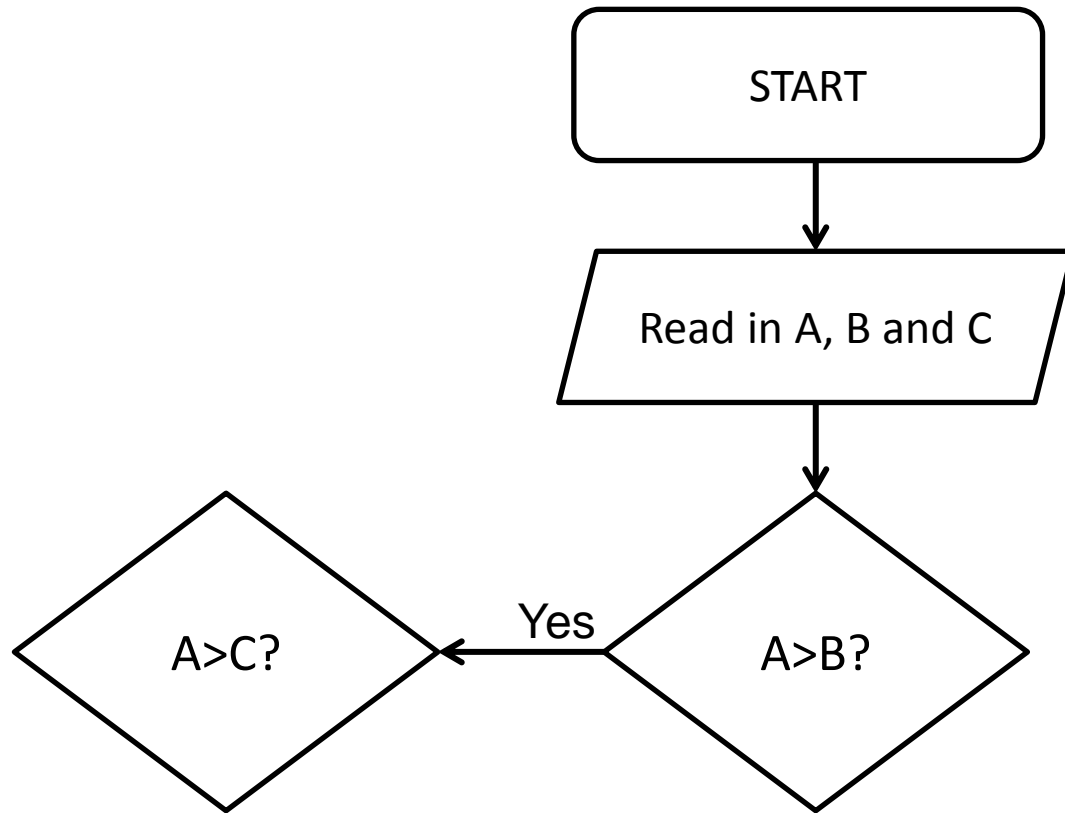 START
Read in A, B and C
A>C?
Yes
A>B?